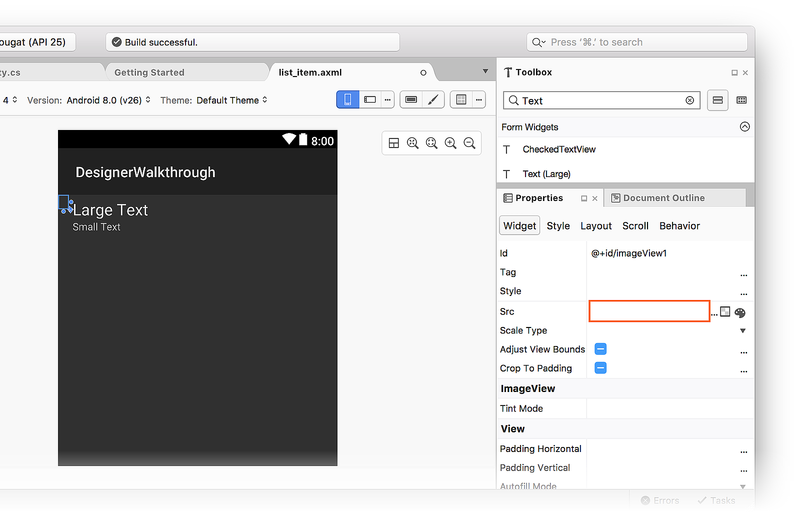 ougat (API 25)
Build successful.
Press '⌘.' to search
ty.cs
Getting Started
list_item.axml
4
Version: Android 8.0 (v26)
Theme: Default Theme
Toolbox
Text
Form Widgets
CheckedTextView
Text (Large)
8:00
DesignerWalkthrough
Large Text
Small Text
Properties
Document Outline
Widget
Style
Layout
Scroll
Behavior
Id
@+id/imageView1
Tag
...
Style
...
Src
...
Scale Type
Adjust View Bounds
...
Crop To Padding
...
ImageView
Tint Mode
View
Padding Horizontal
...
Padding Vertical
...
Autofill Mode
Errors
Tasks